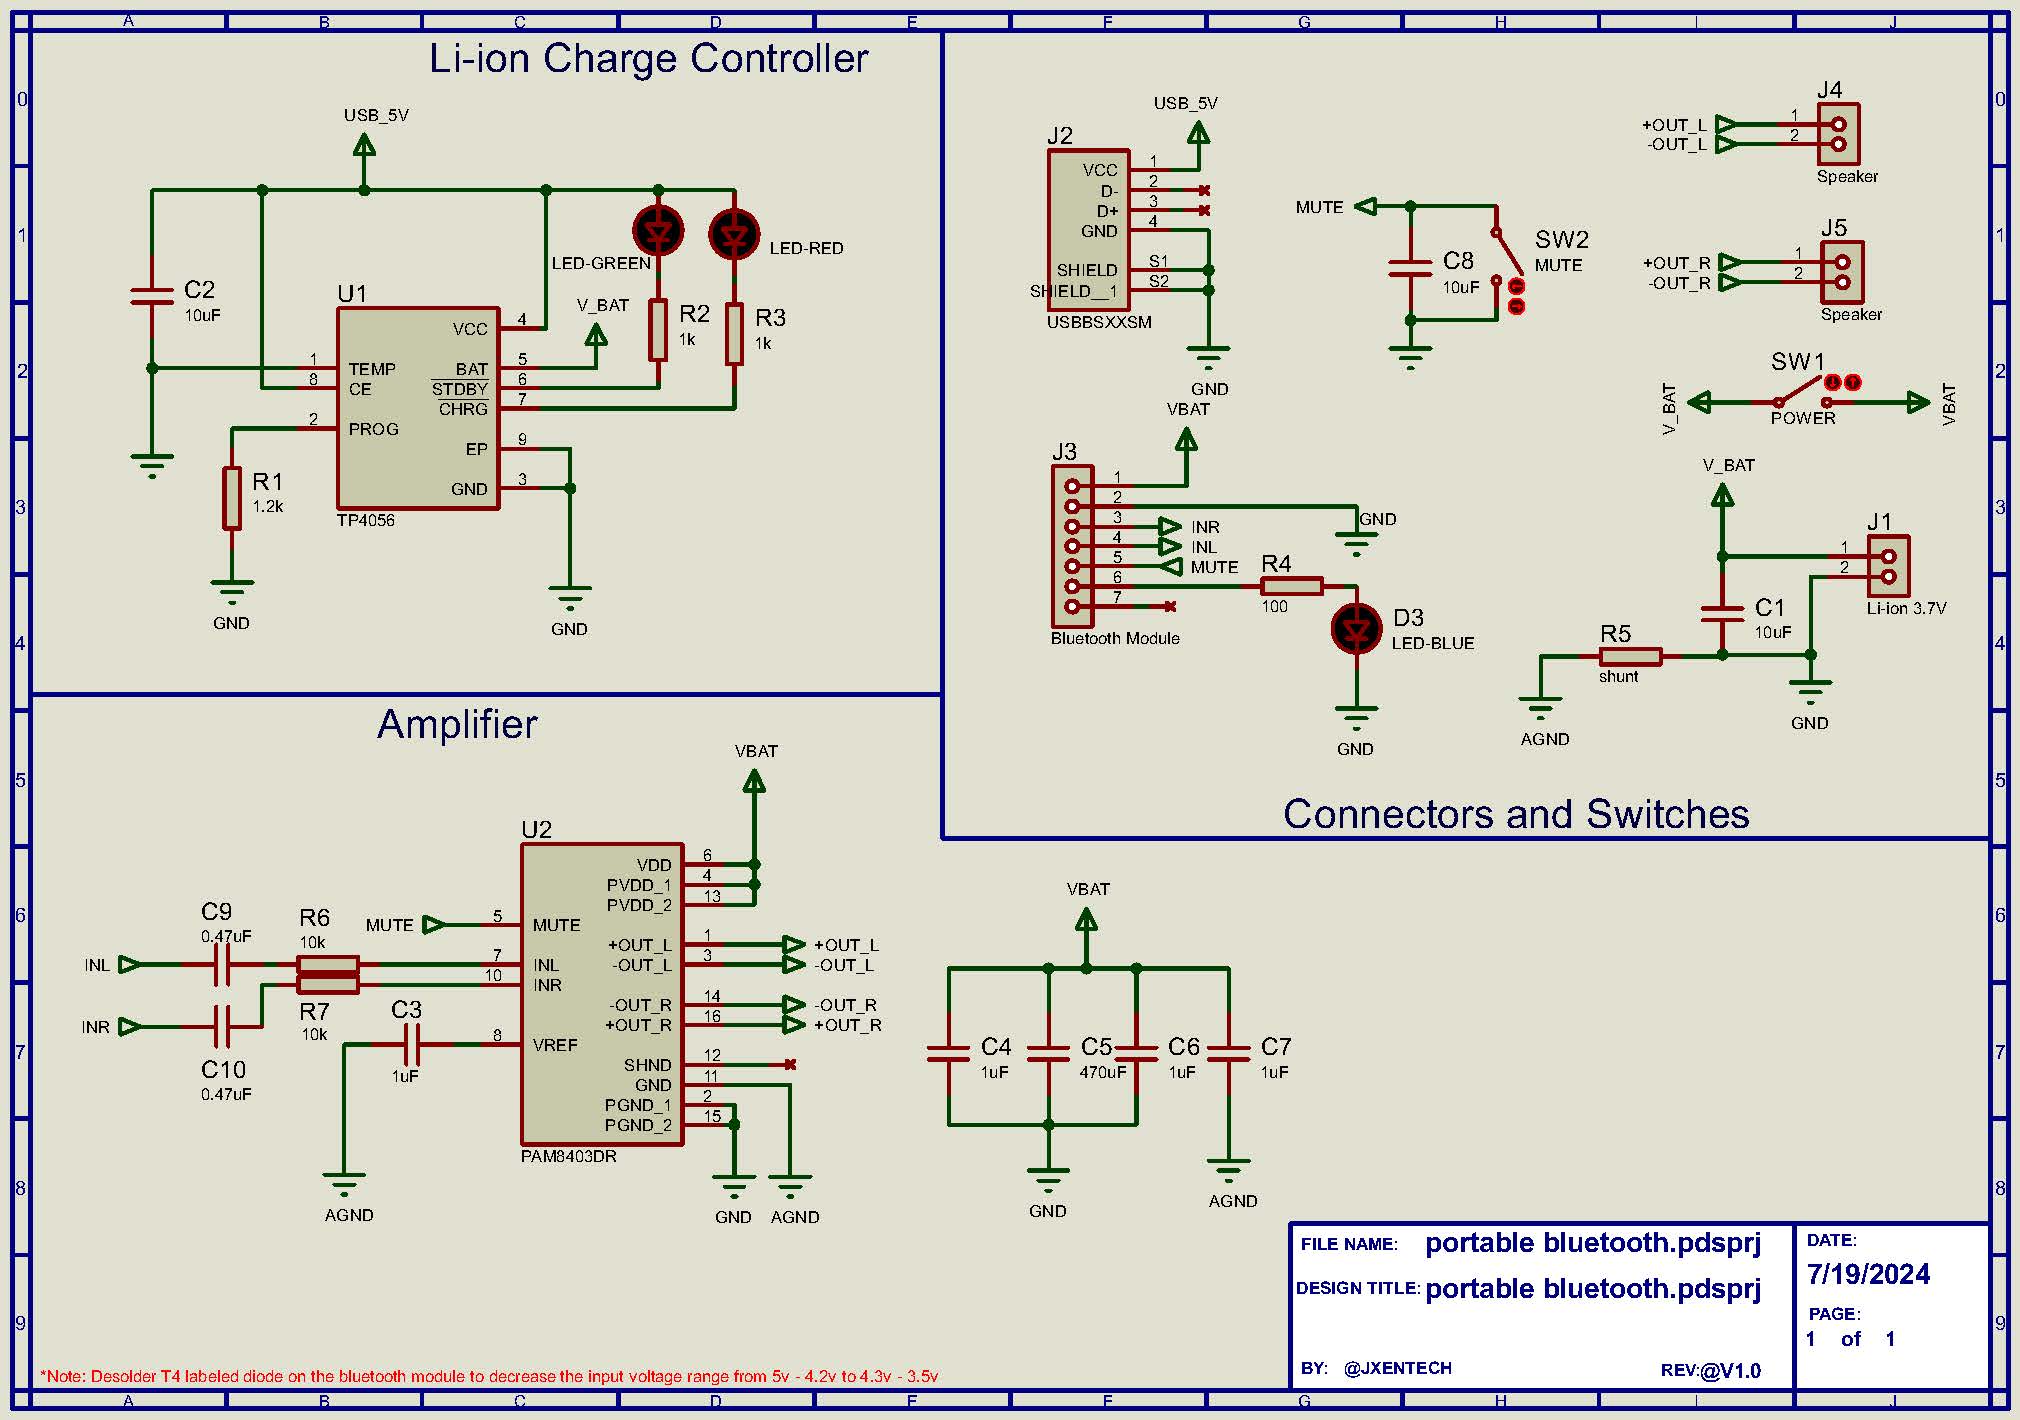 A B C D E F G H I J
0
1
2
3
4
5
6
7
8
9
Li-ion Charge Controller
USB_5V
C2
10uF
U1
1 TEMP
8 CE
2 PROG
VCC 4
BAT 5
STDBY 6
CHRG 7
EP 9
GND 3
TP4056
V_BAT
LED-GREEN
LED-RED
R2
1k
R3
1k
R1
1.2k
GND
GND
USB_5V
J2
VCC 1
D- 2
D+ 3
GND 4
SHIELD S1
SHIELD__1 S2
USBBSXXSM
GND
MUTE
C8
10uF
SW2
MUTE
J4
+OUT_L 1
-OUT_L 2
Speaker
J5
+OUT_R 1
-OUT_R 2
Speaker
SW1
V_BAT
POWER
VBAT
VBAT
J3
1
2
3 INR
4 INL
5 MUTE
6
7
Bluetooth Module
GND
R4
100
D3
LED-BLUE
GND
V_BAT
J1
1
2
Li-ion 3.7V
C1
10uF
R5
shunt
AGND
GND
Connectors and Switches
Amplifier
VBAT
U2
VDD 6
PVDD_1 4
PVDD_2 13
MUTE 5 MUTE
C9
0.47uF
R6
10k
INL 7 INL
10 INR
INR
R7
10k
C10
0.47uF
C3
1uF
8 VREF
+OUT_L 1 +OUT_L
-OUT_L 3 -OUT_L
-OUT_R 14 -OUT_R
+OUT_R 16 +OUT_R
SHND 12
GND 11
PGND_1 2
PGND_2 15
PAM8403DR
AGND
GND AGND
VBAT
C4
1uF
C5
470uF
C6
1uF
C7
1uF
GND
AGND
FILE NAME: portable bluetooth.pdsprj
DESIGN TITLE: portable bluetooth.pdsprj
BY: @JXENTECH REV:@V1.0
DATE:
7/19/2024
PAGE:
1 of 1
*Note: Desolder T4 labeled diode on the bluetooth module to decrease the input voltage range from 5v - 4.2v to 4.3v - 3.5v
0
1
2
3
4
5
6
7
8
9
A B C D E F G H I J